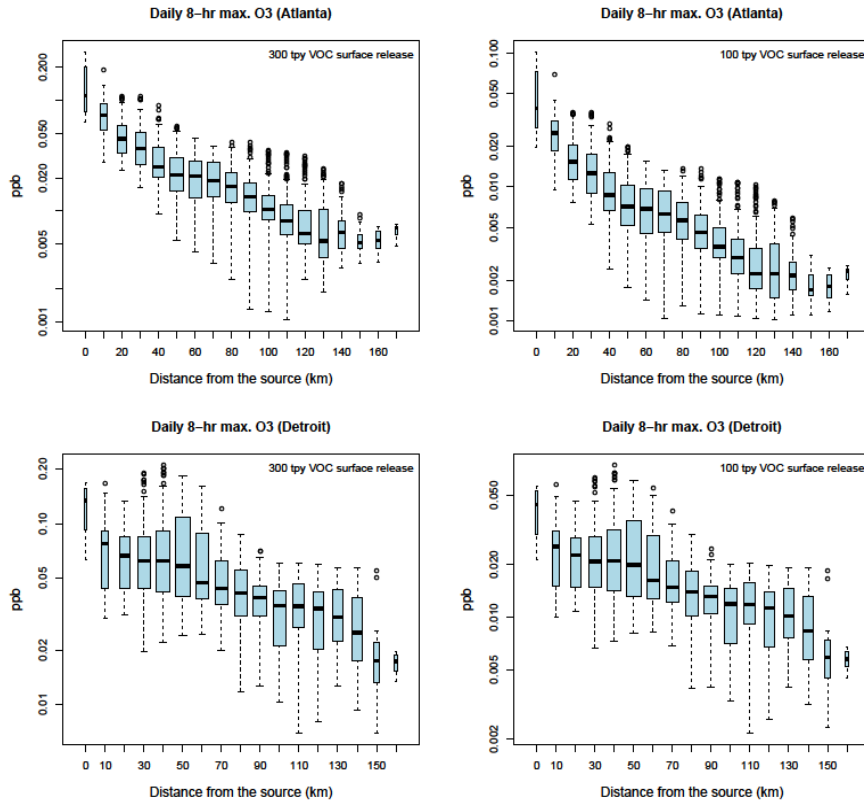 Daily 8−hr max. O3 (Atlanta)
300 tpy VOC surface release
ppb
0.200
0.050
0.020
0.005
0.001
0 20 40 60 80 100 120 140 160
Distance from the source (km)
Daily 8−hr max. O3 (Atlanta)
100 tpy VOC surface release
ppb
0.100
0.050
0.020
0.010
0.005
0.002
0.001
0 20 40 60 80 100 120 140 160
Distance from the source (km)
Daily 8−hr max. O3 (Detroit)
300 tpy VOC surface release
ppb
0.20
0.10
0.05
0.02
0.01
0 10 30 50 70 90 110 130 150
Distance from the source (km)
Daily 8−hr max. O3 (Detroit)
100 tpy VOC surface release
ppb
0.050
0.020
0.010
0.005
0.002
0 10 30 50 70 90 110 130 150
Distance from the source (km)